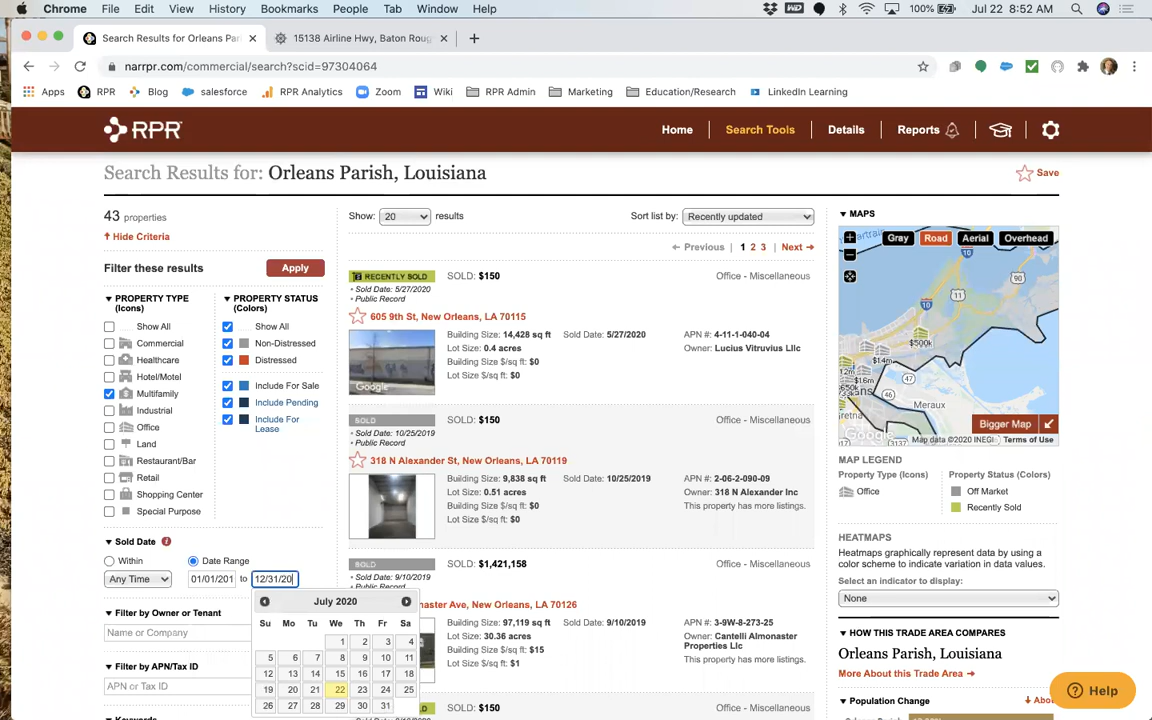 Chrome File Edit View History Bookmarks People Tab Window Help
100% Jul 22 8:52 AM
Search Results for Orleans Par
15138 Airline Hwy, Baton Roug
narrpr.com/commercial/search?scid=97304064
Apps RPR Blog salesforce RPR Analytics Zoom Wiki RPR Admin Marketing Education/Research LinkedIn Learning
RPR
Home Search Tools Details Reports
Search Results for: Orleans Parish, Louisiana
Save
43 properties
Hide Criteria
Filter these results
Apply
PROPERTY TYPE (Icons)
Show All
Commercial
Healthcare
Hotel/Motel
Multifamily
Industrial
Office
Land
Restaurant/Bar
Retail
Shopping Center
Special Purpose
PROPERTY STATUS (Colors)
Show All
Non-Distressed
Distressed
Include For Sale
Include Pending
Include For Lease
Sold Date
Within
Date Range
Any Time
01/01/201 to 12/31/20
Filter by Owner or Tenant
Name or Company
Filter by APN/Tax ID
APN or Tax ID
Keywords
July 2020
Su Mo Tu We Th Fr Sa
1 2 3 4
5 6 7 8 9 10 11
12 13 14 15 16 17 18
19 20 21 22 23 24 25
26 27 28 29 30 31
Show: 20 results
Sort list by: Recently updated
Previous | 1 2 3 | Next
RECENTLY SOLD
SOLD: $150
Office - Miscellaneous
• Sold Date: 5/27/2020
• Public Record
605 9th St, New Orleans, LA 70115
Google
Building Size: 14,428 sq ft
Lot Size: 0.4 acres
Building Size $/sq ft: $0
Lot Size $/sq ft: $0
Sold Date: 5/27/2020
APN #: 4-11-1-040-04
Owner: Lucius Vitruvius Lllc
SOLD
SOLD: $150
Office - Miscellaneous
• Sold Date: 10/25/2019
• Public Record
318 N Alexander St, New Orleans, LA 70119
Building Size: 9,838 sq ft
Lot Size: 0.51 acres
Building Size $/sq ft: $0
Lot Size $/sq ft: $0
Sold Date: 10/25/2019
APN #: 2-06-2-090-09
Owner: 318 N Alexander Inc
This property has more listings.
SOLD
SOLD: $1,421,158
Office - Miscellaneous
• Sold Date: 9/10/2019
• Public Record
master Ave, New Orleans, LA 70126
Building Size: 97,119 sq ft
Lot Size: 30.36 acres
Building Size $/sq ft: $15
Lot Size $/sq ft: $1
Sold Date: 9/10/2019
APN #: 3-9W-8-273-25
Owner: Cantelli Almonaster Properties Llc
This property has more listings.
SOLD: $150
Office - Miscellaneous
MAPS
Gray Road Aerial Overhead
10
90
11
10
$500k
$14m
47
46
Meraux
Bigger Map
Google
Map data ©2020 INEGI Terms of Use
MAP LEGEND
Property Type (Icons)
Office
Property Status (Colors)
Off Market
Recently Sold
HEATMAPS
Heatmaps graphically represent data by using a color scheme to indicate variation in data values.
Select an indicator to display:
None
HOW THIS TRADE AREA COMPARES
Orleans Parish, Louisiana
More About this Trade Area
Population Change
Abou
Help